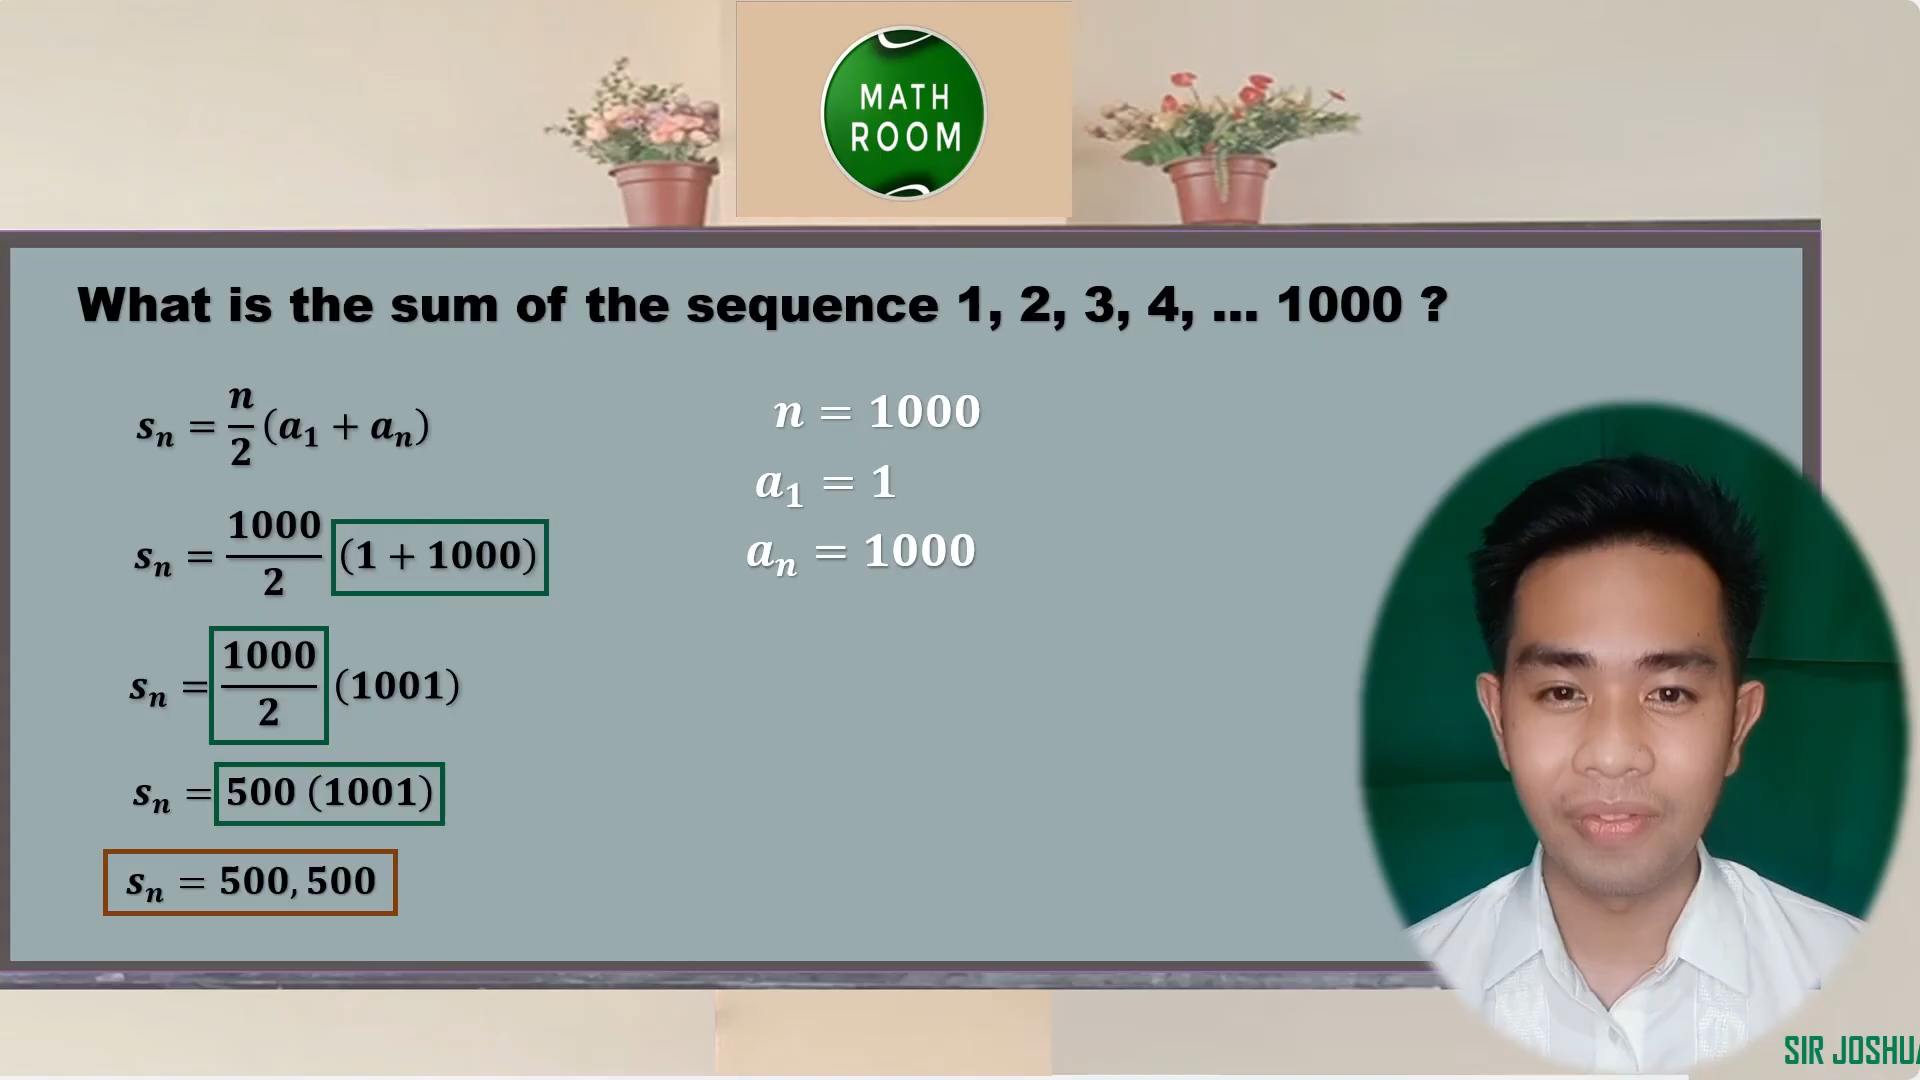 MATH
ROOM
What is the sum of the sequence 1, 2, 3, 4, ... 1000 ?
sₙ = n/2 (a₁ + aₙ)
sₙ = 1000/2 (1 + 1000)
sₙ = 1000/2 (1001)
sₙ = 500 (1001)
sₙ = 500,500
n = 1000
a₁ = 1
aₙ = 1000
SIR JOSHUA